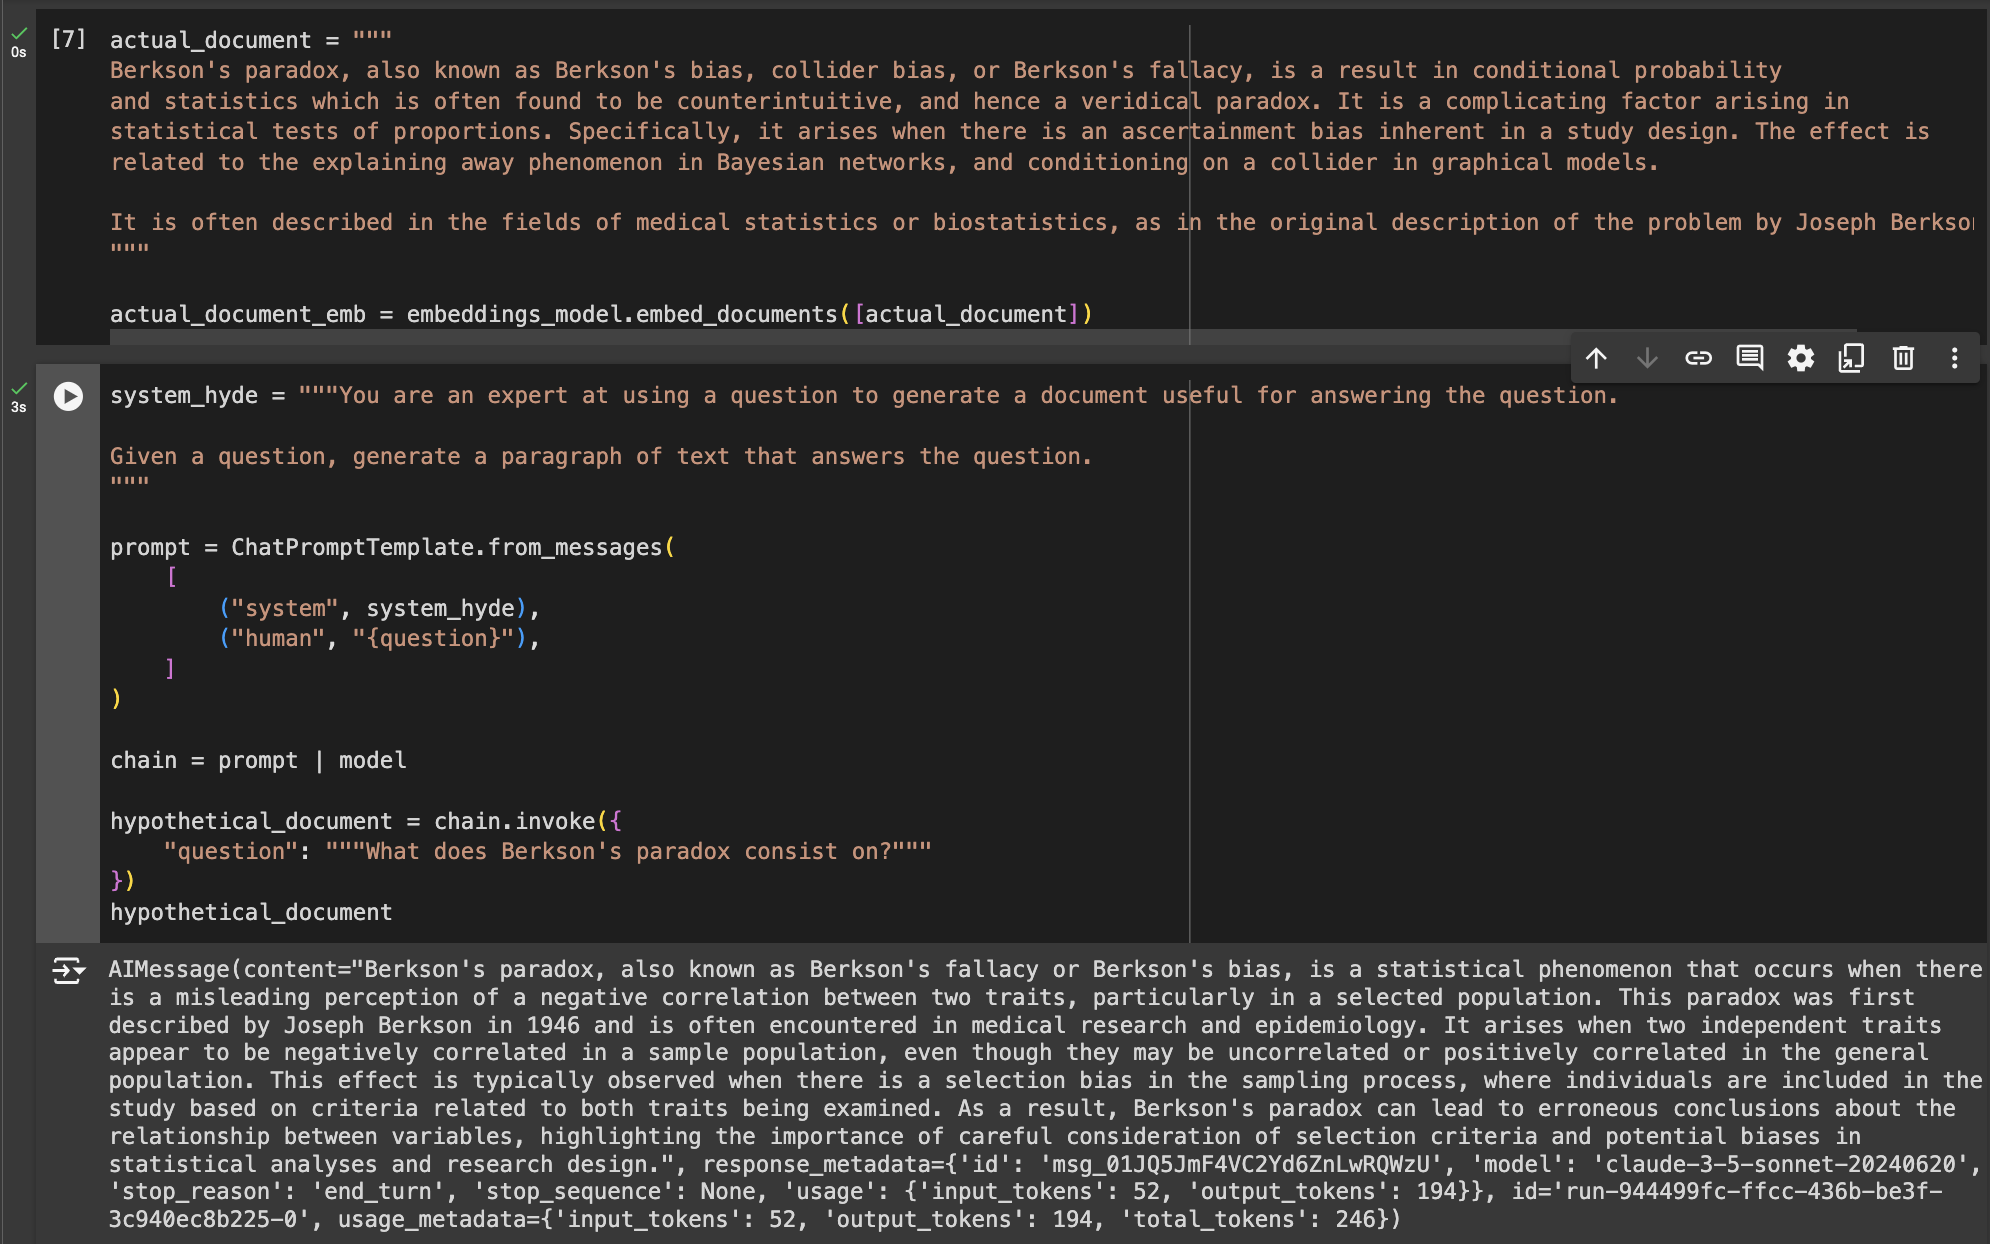 0s
[7] actual_document = """
Berkson's paradox, also known as Berkson's bias, collider bias, or Berkson's fallacy, is a result in conditional probability
and statistics which is often found to be counterintuitive, and hence a veridical paradox. It is a complicating factor arising in
statistical tests of proportions. Specifically, it arises when there is an ascertainment bias inherent in a study design. The effect is
related to the explaining away phenomenon in Bayesian networks, and conditioning on a collider in graphical models.
It is often described in the fields of medical statistics or biostatistics, as in the original description of the problem by Joseph Berkso
"""
actual_document_emb = embeddings_model.embed_documents([actual_document])
3s
system_hyde = """You are an expert at using a question to generate a document useful for answering the question.
Given a question, generate a paragraph of text that answers the question.
"""
prompt = ChatPromptTemplate.from_messages(
[
("system", system_hyde),
("human", "{question}"),
]
)
chain = prompt | model
hypothetical_document = chain.invoke({
"question": """What does Berkson's paradox consist on?"""
})
hypothetical_document
AIMessage(content="Berkson's paradox, also known as Berkson's fallacy or Berkson's bias, is a statistical phenomenon that occurs when there
is a misleading perception of a negative correlation between two traits, particularly in a selected population. This paradox was first
described by Joseph Berkson in 1946 and is often encountered in medical research and epidemiology. It arises when two independent traits
appear to be negatively correlated in a sample population, even though they may be uncorrelated or positively correlated in the general
population. This effect is typically observed when there is a selection bias in the sampling process, where individuals are included in the
study based on criteria related to both traits being examined. As a result, Berkson's paradox can lead to erroneous conclusions about the
relationship between variables, highlighting the importance of careful consideration of selection criteria and potential biases in
statistical analyses and research design.", response_metadata={'id': 'msg_01JQ5JmF4VC2Yd6ZnLwRQWzU', 'model': 'claude-3-5-sonnet-20240620',
'stop_reason': 'end_turn', 'stop_sequence': None, 'usage': {'input_tokens': 52, 'output_tokens': 194}}, id='run-944499fc-ffcc-436b-be3f-
3c940ec8b225-0', usage_metadata={'input_tokens': 52, 'output_tokens': 194, 'total_tokens': 246})